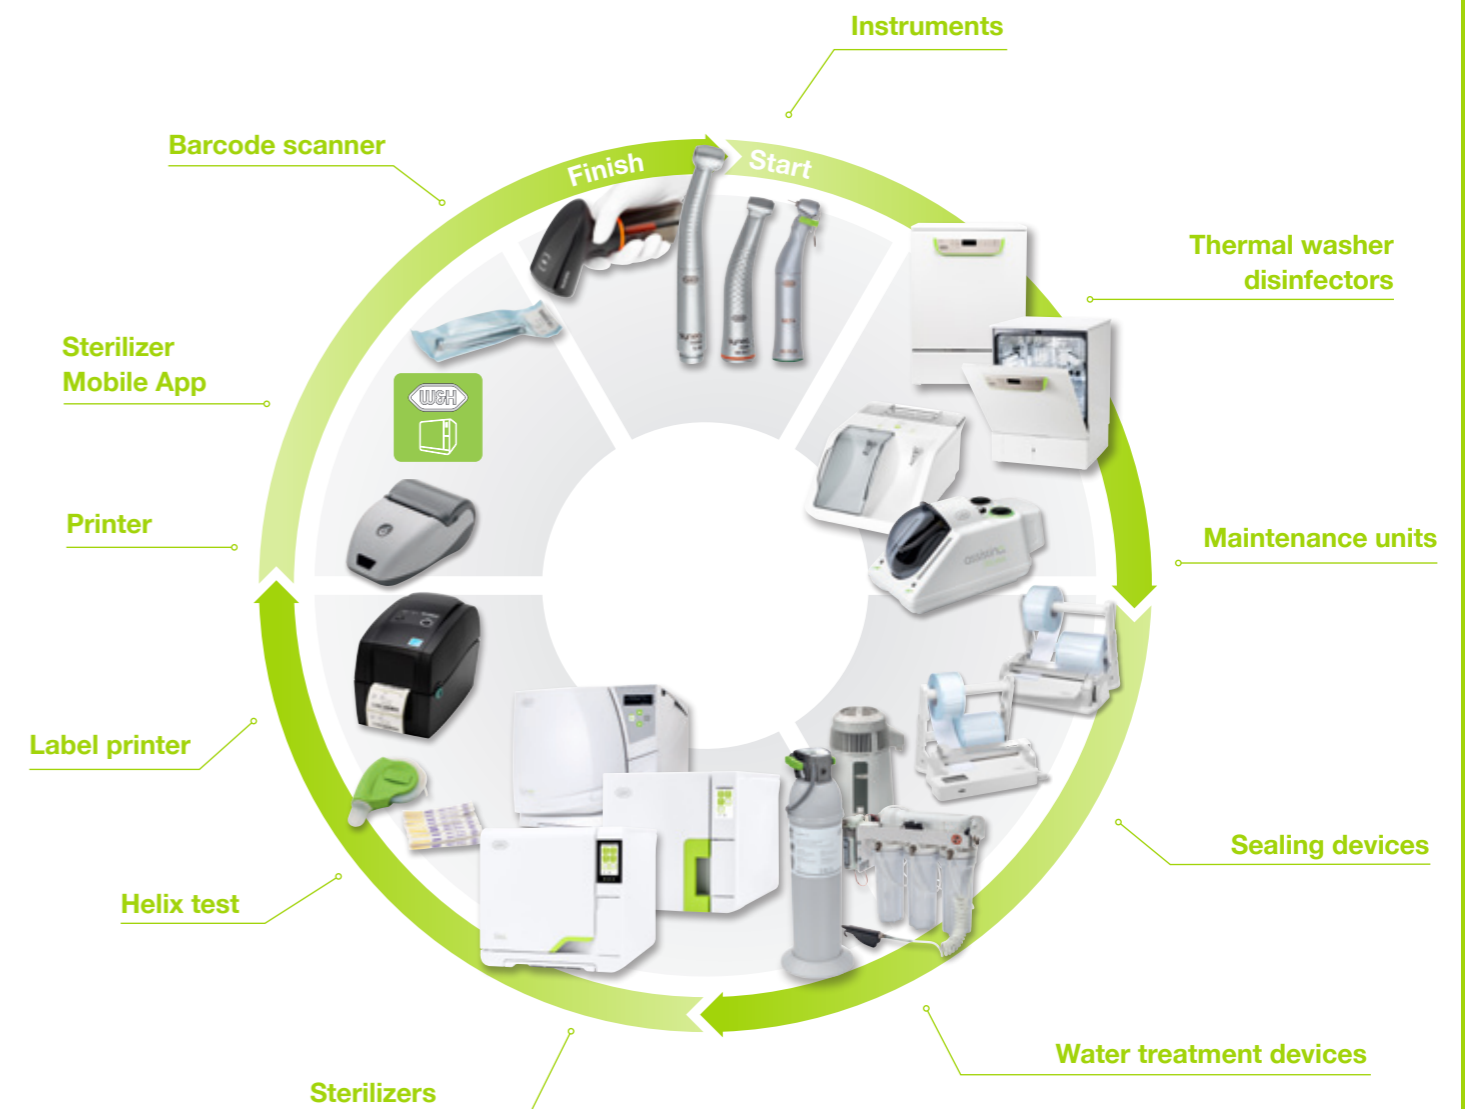 Instruments
Barcode scanner
Finish
Start
Thermal washer
disinfectors
Sterilizer
Mobile App
W&H
Printer
Maintenance units
assistina
Label printer
Sealing devices
Helix test
Water treatment devices
Sterilizers